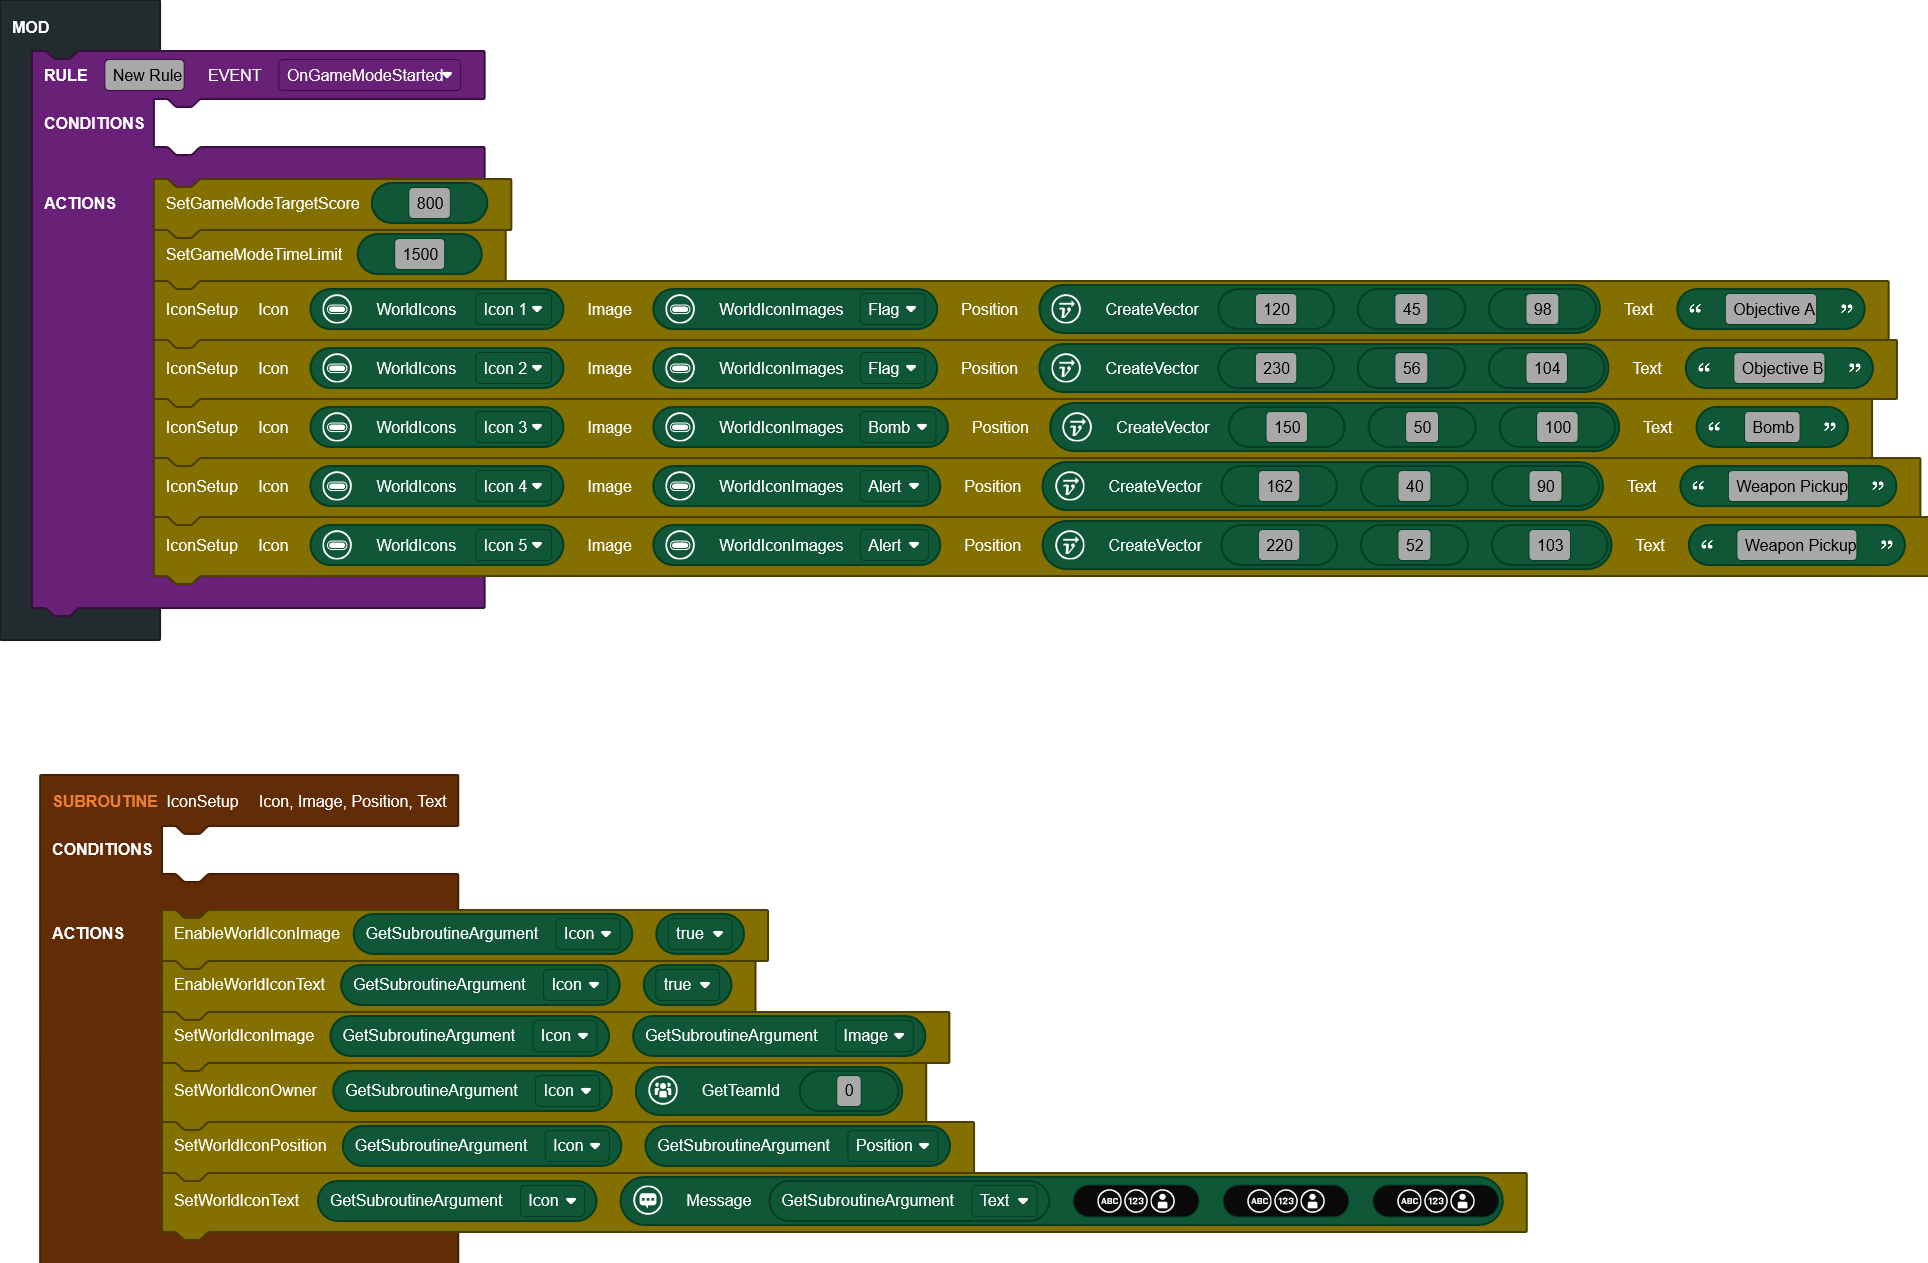 MOD
RULE New Rule EVENT OnGameModeStarted
CONDITIONS
ACTIONS SetGameModeTargetScore 800
SetGameModeTimeLimit 1500
IconSetup Icon WorldIcons Icon 1 Image WorldIconImages Flag Position CreateVector 120 45 98 Text “ Objective A ”
IconSetup Icon WorldIcons Icon 2 Image WorldIconImages Flag Position CreateVector 230 56 104 Text “ Objective B ”
IconSetup Icon WorldIcons Icon 3 Image WorldIconImages Bomb Position CreateVector 150 50 100 Text “ Bomb ”
IconSetup Icon WorldIcons Icon 4 Image WorldIconImages Alert Position CreateVector 162 40 90 Text “ Weapon Pickup ”
IconSetup Icon WorldIcons Icon 5 Image WorldIconImages Alert Position CreateVector 220 52 103 Text “ Weapon Pickup ”
SUBROUTINE IconSetup Icon, Image, Position, Text
CONDITIONS
ACTIONS EnableWorldIconImage GetSubroutineArgument Icon true
EnableWorldIconText GetSubroutineArgument Icon true
SetWorldIconImage GetSubroutineArgument Icon GetSubroutineArgument Image
SetWorldIconOwner GetSubroutineArgument Icon GetTeamId 0
SetWorldIconPosition GetSubroutineArgument Icon GetSubroutineArgument Position
SetWorldIconText GetSubroutineArgument Icon Message GetSubroutineArgument Text ABC 123 ABC 123 ABC 123